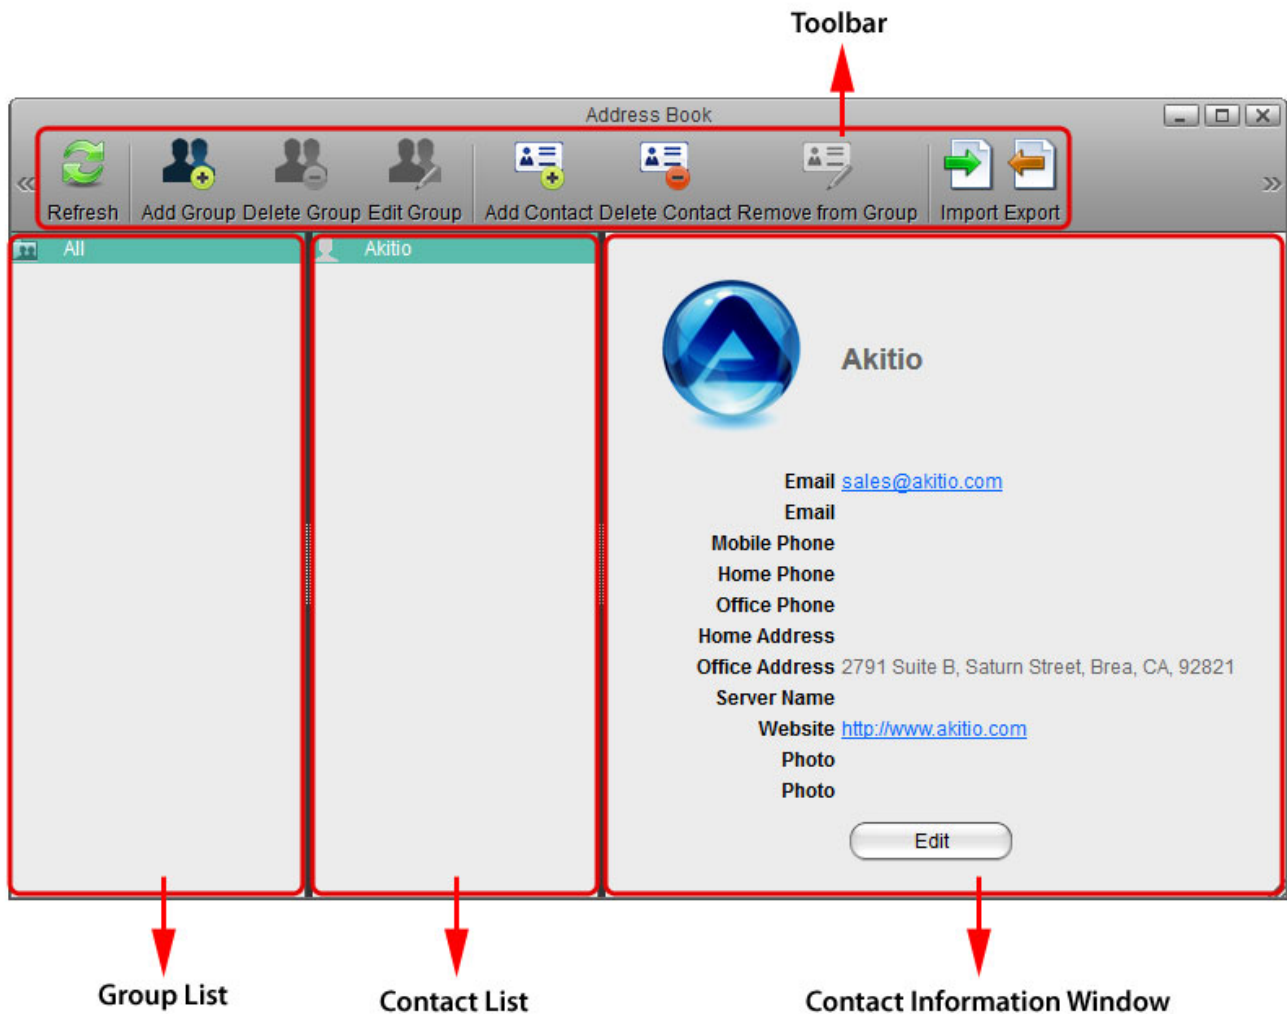 Toolbar
Address Book
Refresh Add Group Delete Group Edit Group Add Contact Delete Contact Remove from Group Import Export
All
Akitio
Akitio
Email sales@akitio.com
Email
Mobile Phone
Home Phone
Office Phone
Home Address
Office Address 2791 Suite B, Saturn Street, Brea, CA, 92821
Server Name
Website http://www.akitio.com
Photo
Photo
Edit
Group List
Contact List
Contact Information Window